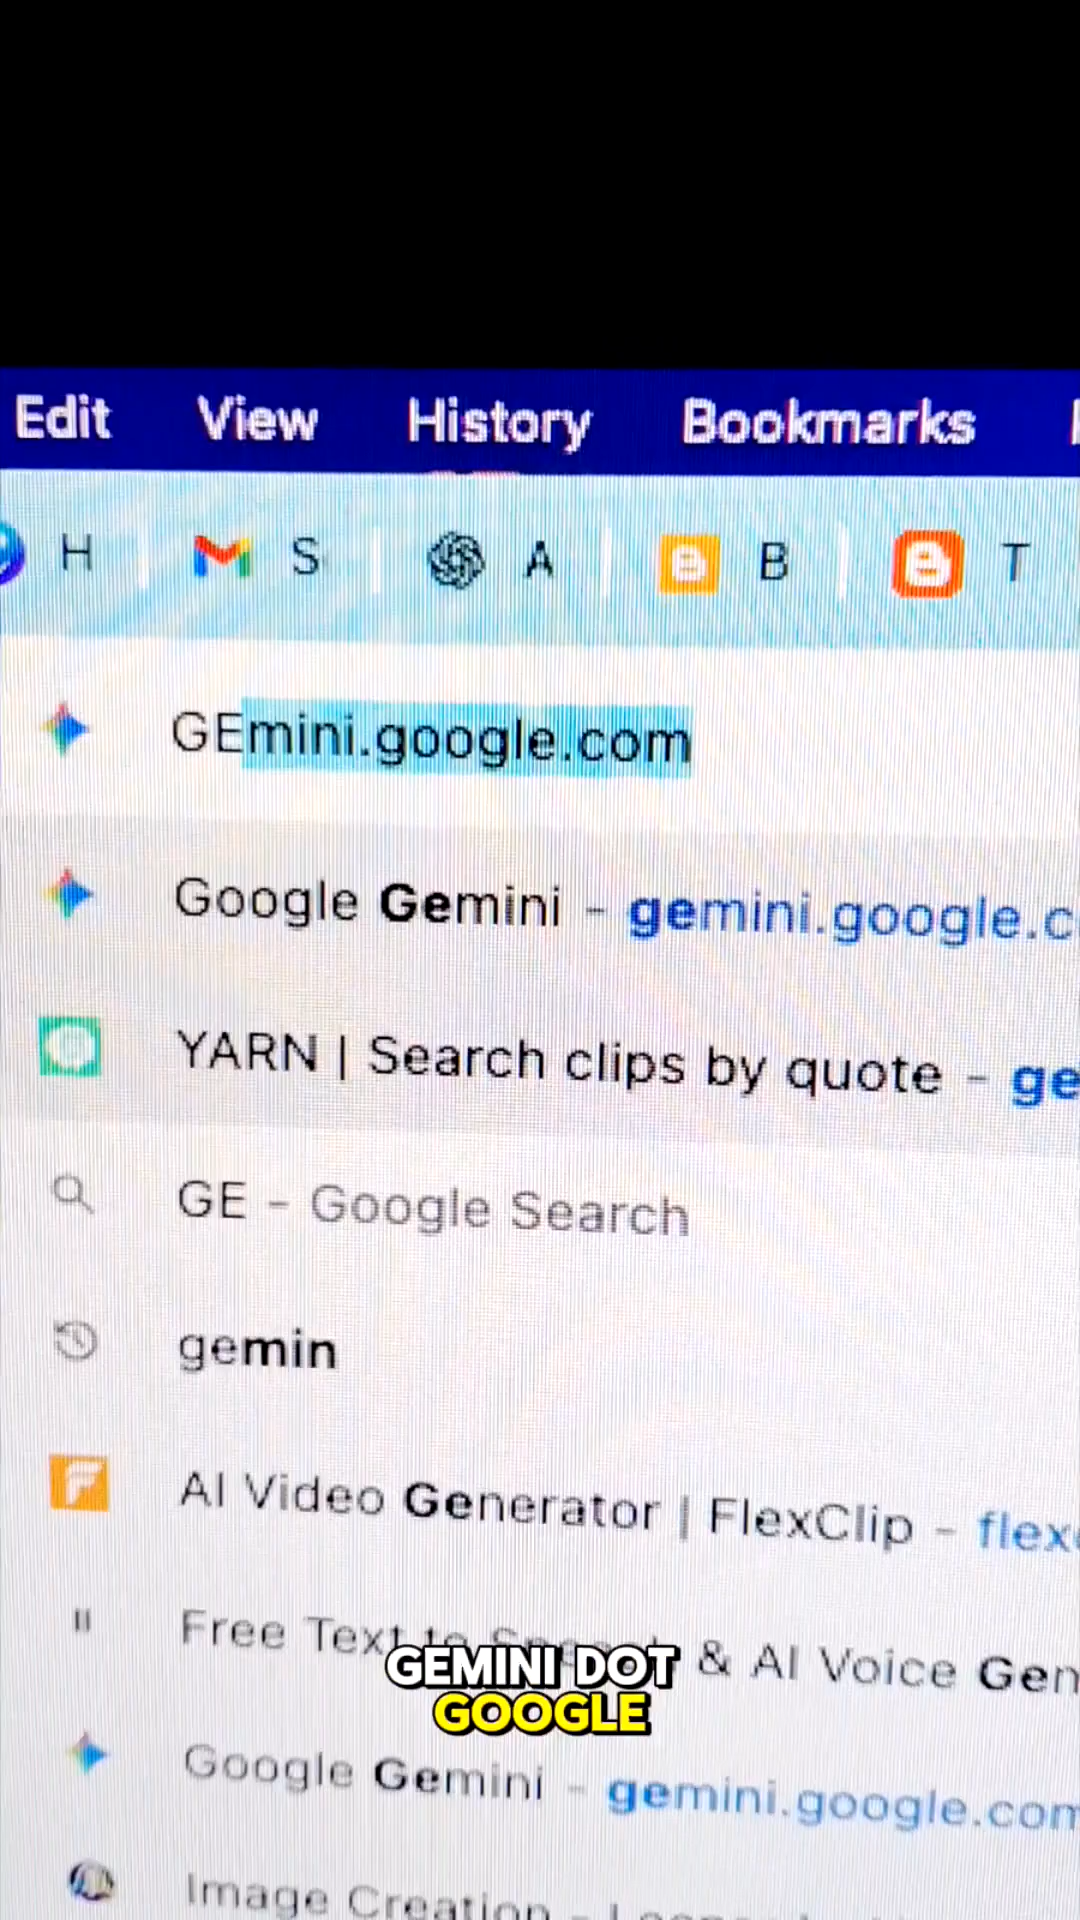 Edit View History Bookmarks
H S A B T
GEmini.google.com
Google Gemini - gemini.google.c
YARN | Search clips by quote - ge
GE - Google Search
gemin
AI Video Generator | FlexClip - flex
Free Text to & AI Voice Gen
GEMINI DOT
GOOGLE
Google Gemini - gemini.google.com
Image Creation -